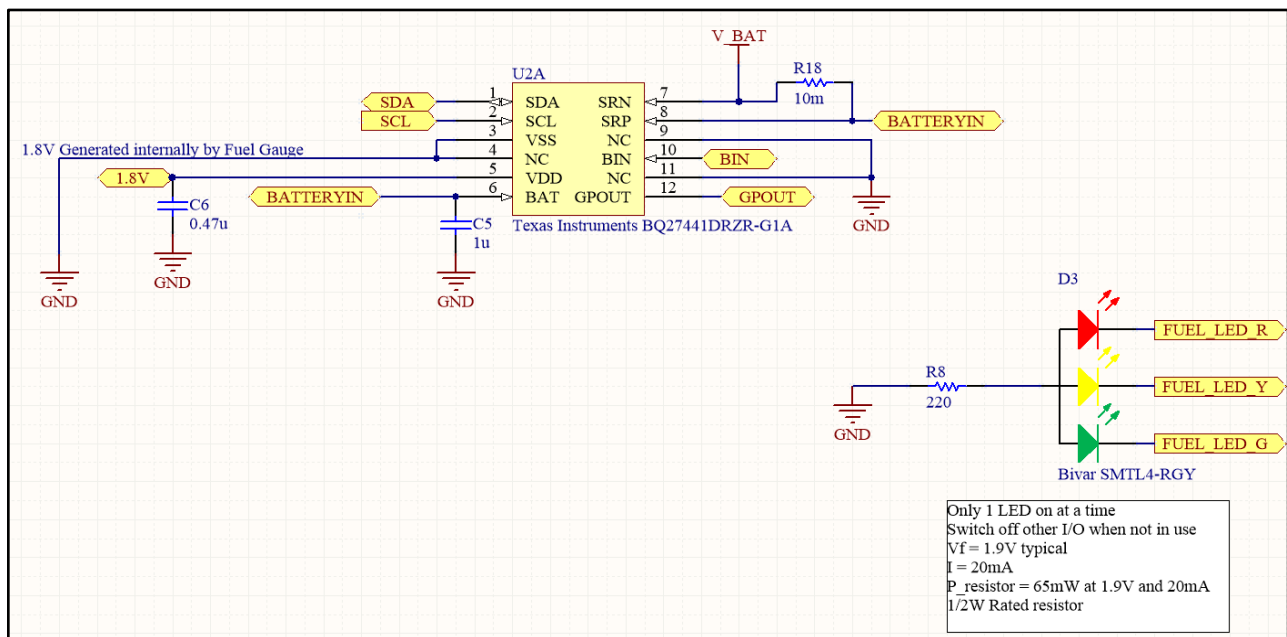 V_BAT
U2A
R18
10m
SDA
1
SDA
SRN
7
SCL
2
SCL
SRP
8
BATTERYIN
3
VSS
NC
9
1.8V Generated internally by Fuel Gauge
4
NC
BIN
10
BIN
1.8V
5
VDD
NC
11
BATTERYIN
6
BAT
GPOUT
12
GPOUT
C6
0.47u
C5
1u
Texas Instruments BQ27441DRZR-G1A
GND
GND
GND
GND
D3
FUEL_LED_R
R8
220
FUEL_LED_Y
GND
FUEL_LED_G
Bivar SMTL4-RGY
Only 1 LED on at a time
Switch off other I/O when not in use
Vf = 1.9V typical
I = 20mA
P_resistor = 65mW at 1.9V and 20mA
1/2W Rated resistor